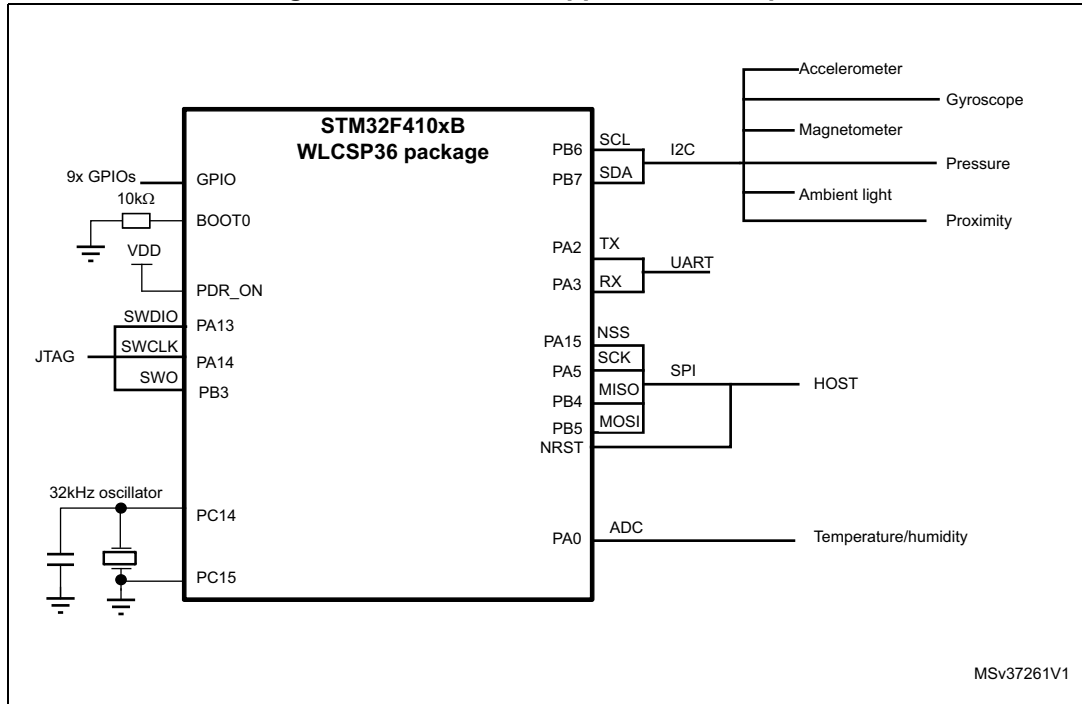 STM32F410xB
WLCSP36 package
9x GPIOs
GPIO
10kΩ
BOOT0
VDD
PDR_ON
SWDIO
PA13
JTAG
SWCLK
PA14
SWO
PB3
32kHz oscillator
PC14
PC15
PB6
SCL
PB7
SDA
I2C
Accelerometer
Gyroscope
Magnetometer
Pressure
Ambient light
Proximity
PA2
TX
PA3
RX
UART
PA15
NSS
PA5
SCK
PB4
MISO
PB5
MOSI
NRST
SPI
HOST
PA0
ADC
Temperature/humidity
MSv37261V1